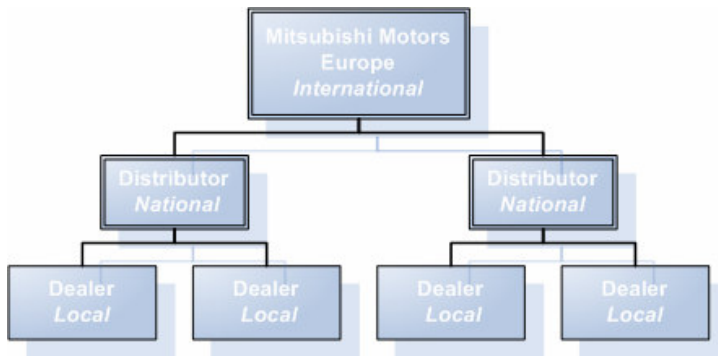 Mitsubishi Motors
Europe
International
Distributor
National
Distributor
National
Dealer
Local
Dealer
Local
Dealer
Local
Dealer
Local